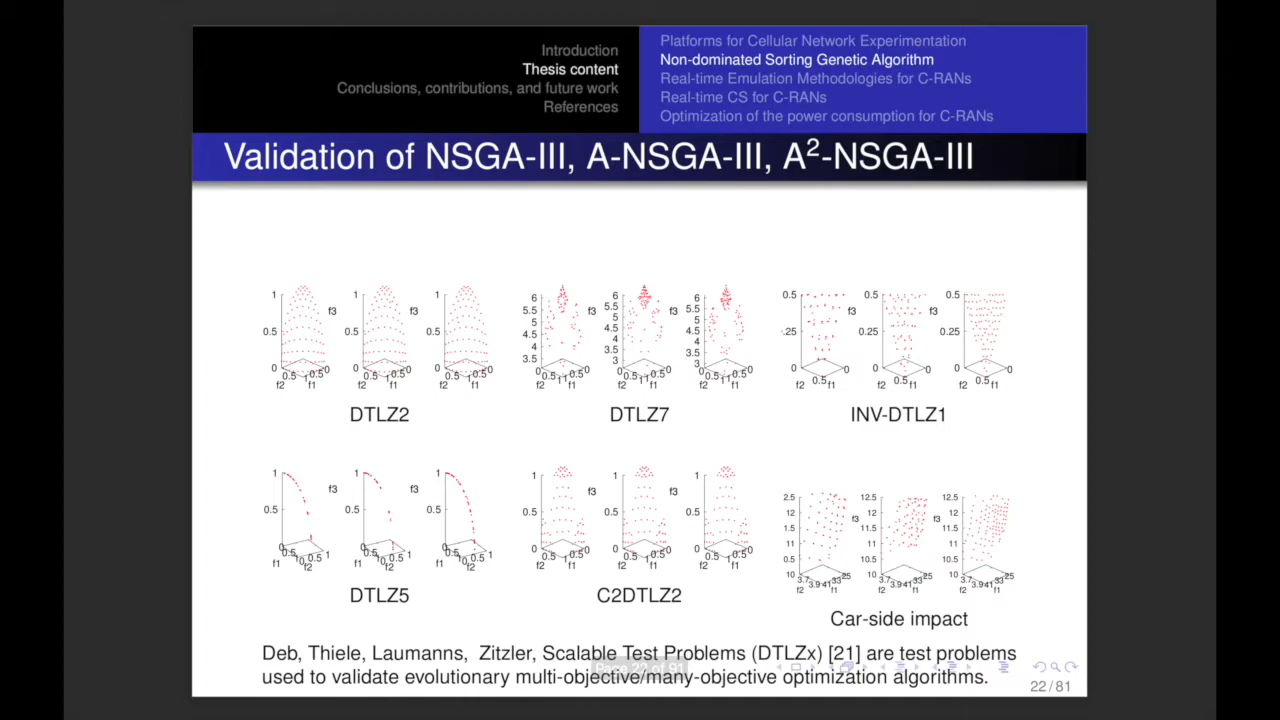 Introduction
Thesis content
Conclusions, contributions, and future work
References
Platforms for Cellular Network Experimentation
Non-dominated Sorting Genetic Algorithm
Real-time Emulation Methodologies for C-RANs
Real-time CS for C-RANs
Optimization of the power consumption for C-RANs
Validation of NSGA-III, A-NSGA-III, A²-NSGA-III
DTLZ2
DTLZ7
INV-DTLZ1
DTLZ5
C2DTLZ2
Car-side impact
Deb, Thiele, Laumanns, Zitzler, Scalable Test Problems (DTLZx) [21] are test problems
used to validate evolutionary multi-objective/many-objective optimization algorithms.
Page 22 of 91
22/81